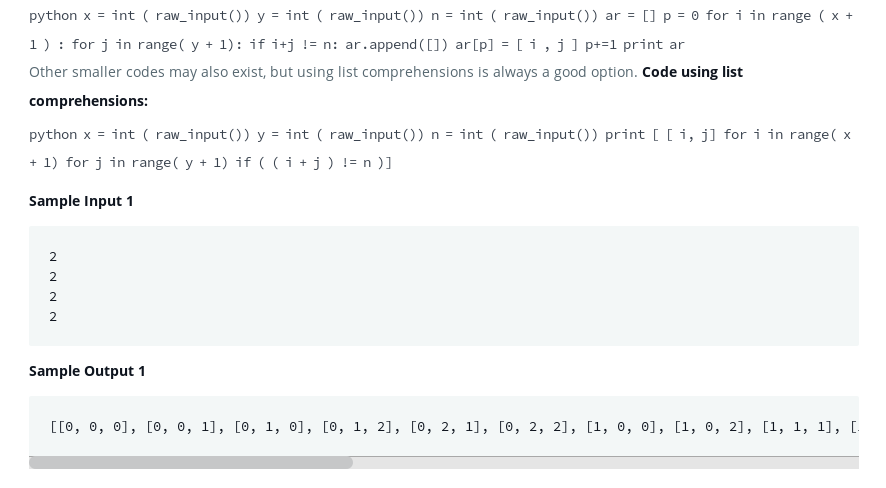 python x = int ( raw_input()) y = int ( raw_input()) n = int ( raw_input()) ar = [] p = 0 for i in range ( x +
1 ) : for j in range( y + 1): if i+j != n: ar.append([]) ar[p] = [ i , j ] p+=1 print ar
Other smaller codes may also exist, but using list comprehensions is always a good option. Code using list
comprehensions:
python x = int ( raw_input()) y = int ( raw_input()) n = int ( raw_input()) print [ [ i, j] for i in range( x
+ 1) for j in range( y + 1) if ( ( i + j ) != n )]
Sample Input 1
2
2
2
2
Sample Output 1
[[0, 0, 0], [0, 0, 1], [0, 1, 0], [0, 1, 2], [0, 2, 1], [0, 2, 2], [1, 0, 0], [1, 0, 2], [1, 1, 1], [